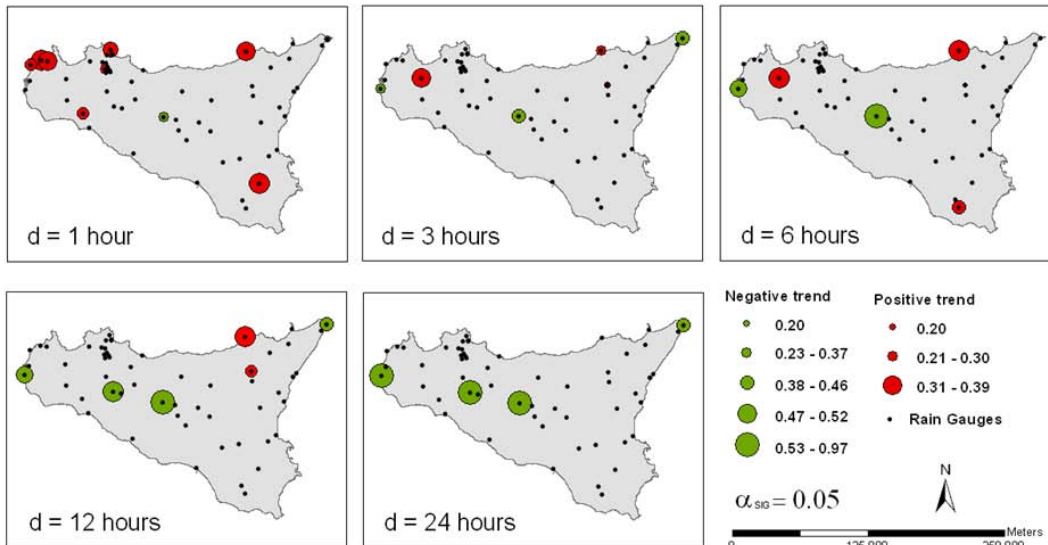 d = 1 hour
d = 3 hours
d = 6 hours
d = 12 hours
d = 24 hours
Negative trend
0.20
0.23 - 0.37
0.38 - 0.46
0.47 - 0.52
0.53 - 0.97
Positive trend
0.20
0.21 - 0.30
0.31 - 0.39
Rain Gauges
N
α SIG = 0.05
Meters